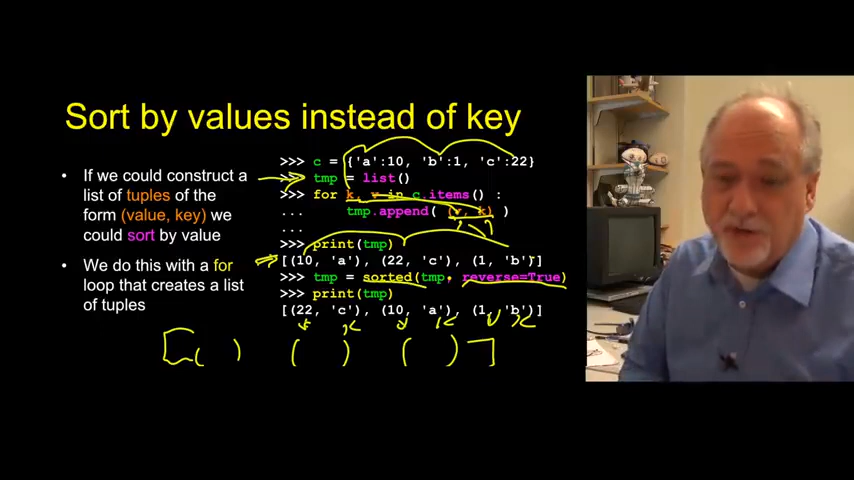 Sort by values instead of key
• If we could construct a
list of tuples of the
form (value, key) we
could sort by value
• We do this with a for
loop that creates a list
of tuples
>>> c = {'a':10, 'b':1, 'c':22}
>>> tmp = list()
>>> for k, v in c.items() :
... tmp.append( (v, k) )
...
>>> print(tmp)
[(10, 'a'), (22, 'c'), (1, 'b')]
>>> tmp = sorted(tmp, reverse=True)
>>> print(tmp)
[(22, 'c'), (10, 'a'), (1, 'b')]
v k v k v k
[( ) ( ) ( )]